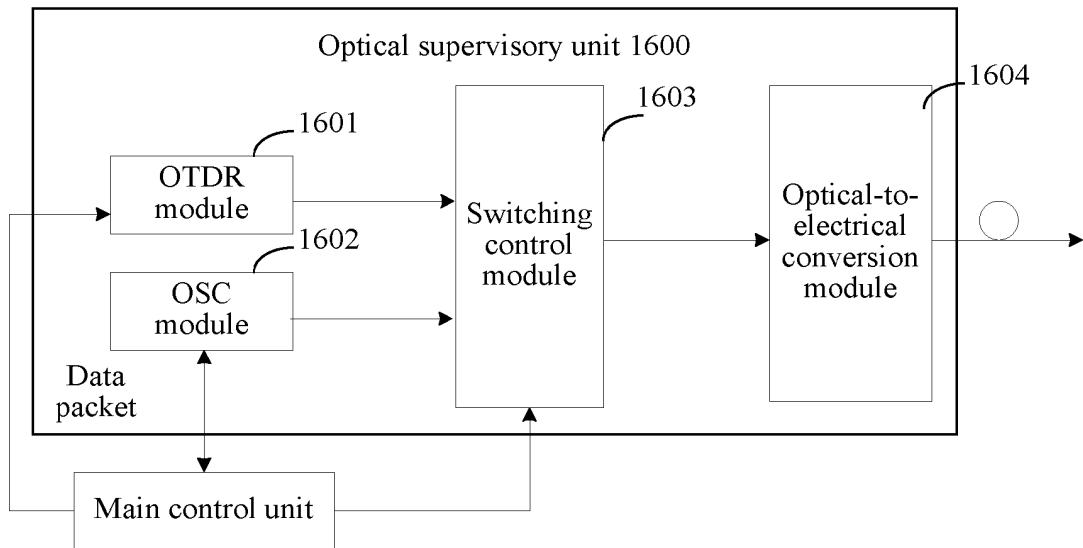 Optical supervisory unit 1600
1601
OTDR
module
1602
OSC
module
Data
packet
1603
Switching
control
module
1604
Optical-to-
electrical
conversion
module
Main control unit